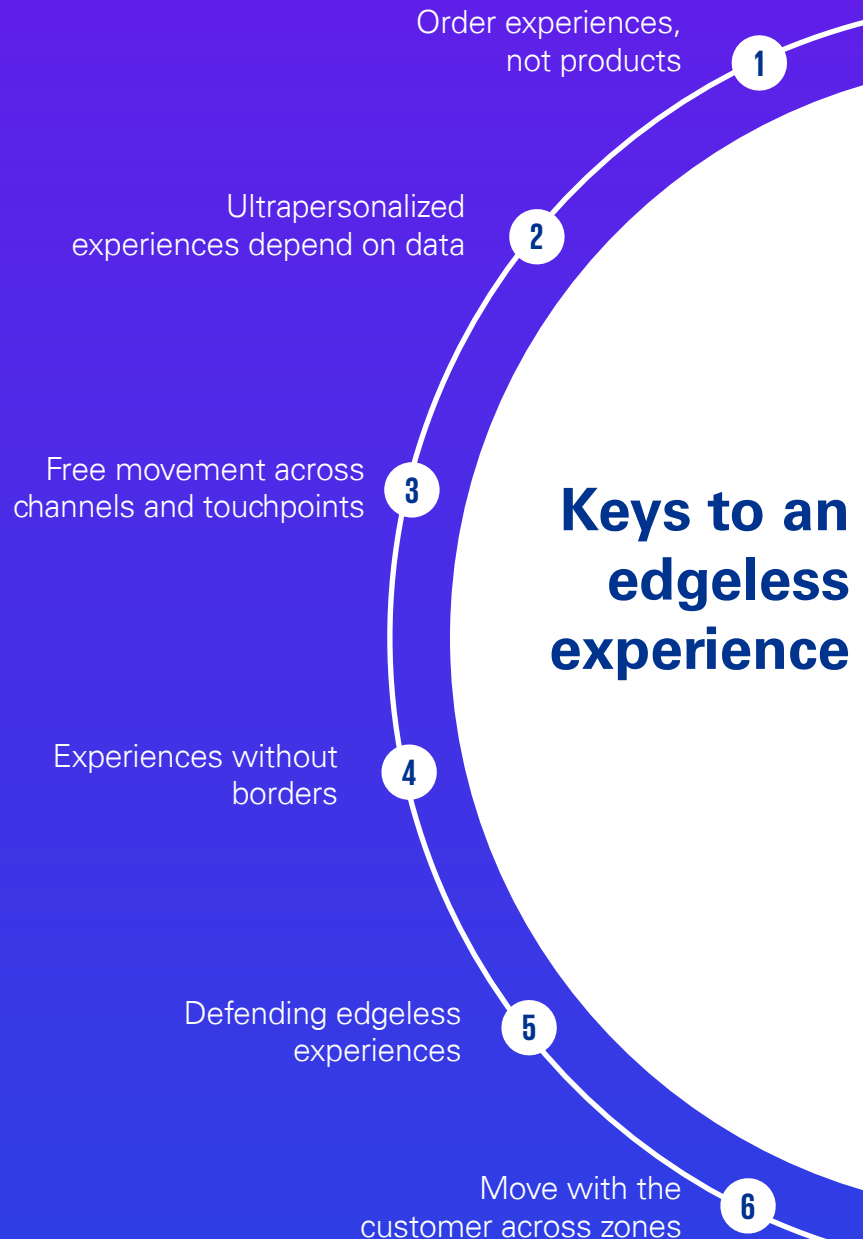 Order experiences,
not products
1
Ultrapersonalized
experiences depend on data
2
Free movement across
channels and touchpoints
3
Keys to an
edgeless
experience
Experiences without
borders
4
Defending edgeless
experiences
5
Move with the
customer across zones
6